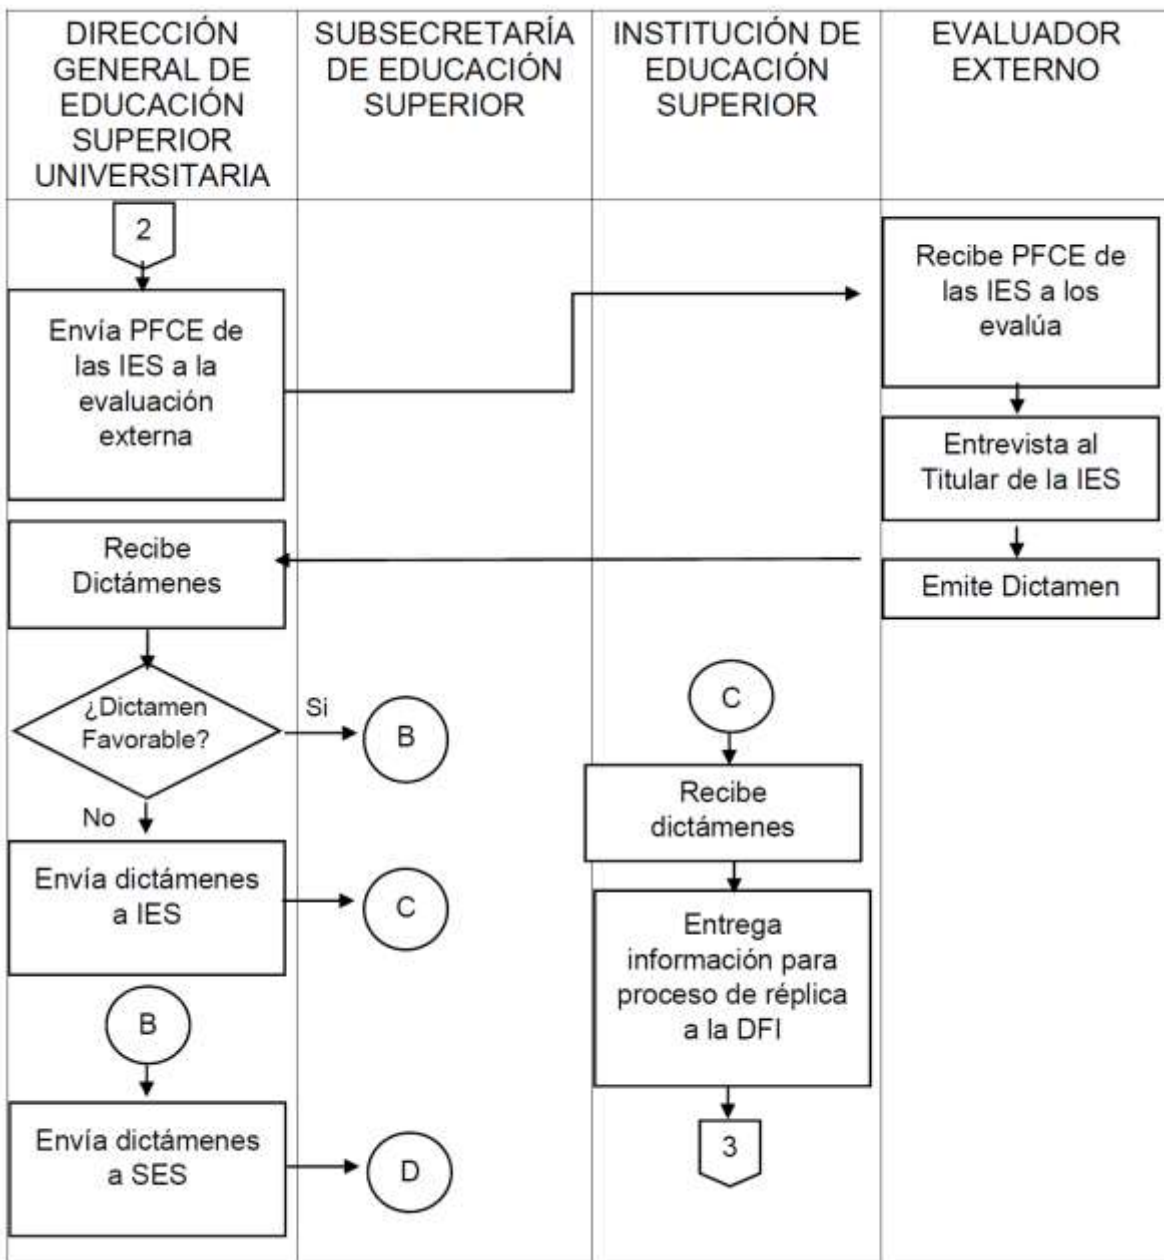 DIRECCIÓN
GENERAL DE
EDUCACIÓN
SUPERIOR
UNIVERSITARIA
SUBSECRETARÍA
DE EDUCACIÓN
SUPERIOR
INSTITUCIÓN DE
EDUCACIÓN
SUPERIOR
EVALUADOR
EXTERNO
2
Envía PFCE de
las IES a la
evaluación
externa
Recibe PFCE de
las IES a los
evalúa
Entrevista al
Titular de la IES
Emite Dictamen
Recibe
Dictámenes
¿Dictamen
Favorable?
Si
B
No
Envía dictámenes
a IES
C
B
Envía dictámenes
a SES
D
C
Recibe
dictámenes
Entrega
información para
proceso de réplica
a la DFI
3